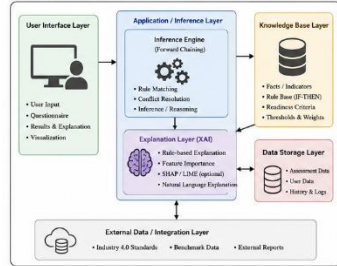 User Interface Layer
• User Input
• Questionnaire
• Results & Explanation
• Visualization
Application / Inference Layer
Inference Engine
(Forward Chaining)
• Rule Matching
• Conflict Resolution
• Inference / Reasoning
Explanation Layer (XAI)
• Rule-based Explanation
• Feature Importance
• SHAP / LIME (optional)
• Natural Language Explanation
Knowledge Base Layer
• Facts / Indicators
• Rule Base (IF-THEN)
• Readiness Criteria
• Thresholds & Weights
Data Storage Layer
• Assessment Data
• User Data
• History & Logs
External Data / Integration Layer
• Industry 4.0 Standards • Benchmark Data • External Reports